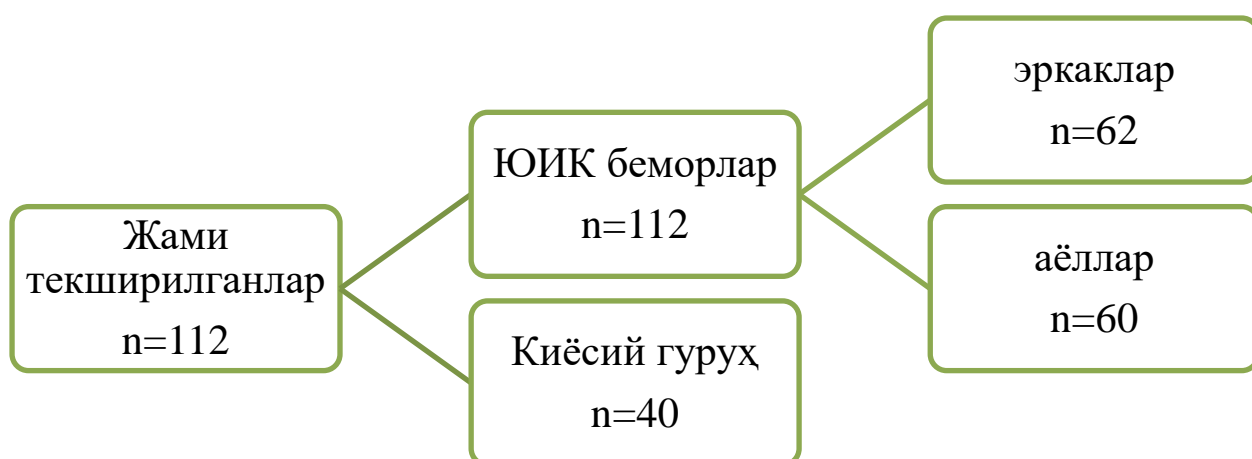 Жами
текширилганлар
n=112
ЮИК беморлар
n=112
Киёсий гуруҳ
n=40
эркаклар
n=62
аёллар
n=60